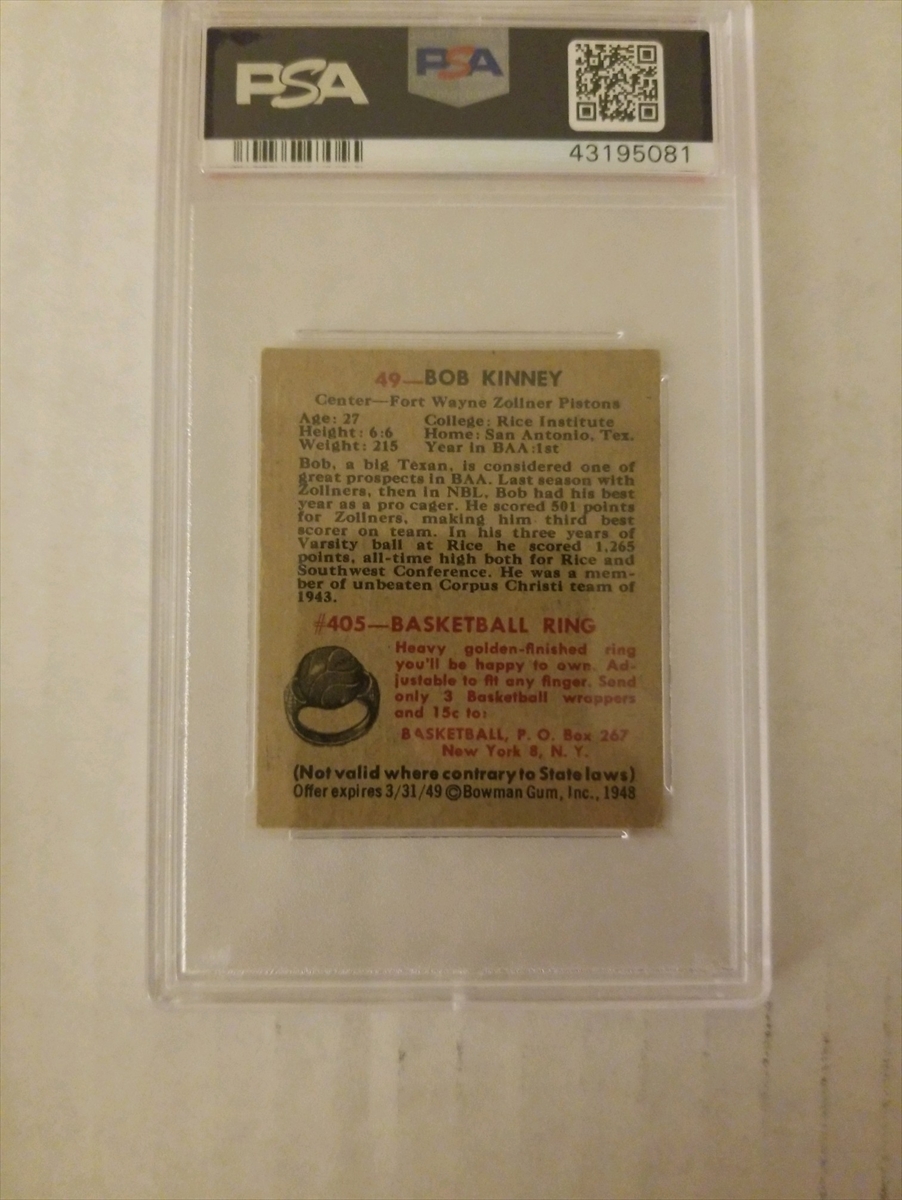 PSA
PSA
43195081
49—BOB KINNEY
Center—Fort Wayne Zollner Pistons
Age: 27 College: Rice Institute
Height: 6:6 Home: San Antonio, Tex.
Weight: 215 Year in BAA :1st
Bob, a big Texan, is considered one of
great prospects in BAA. Last season with
Zollners, then in NBL, Bob had his best
year as a pro cager. He scored 501 points
for Zollners, making him third best
scorer on team. In his three years of
Varsity ball at Rice he scored 1,265
points, all-time high both for Rice and
Southwest Conference. He was a mem-
ber of unbeaten Corpus Christi team of
1943.
#405—BASKETBALL RING
Heavy golden-finished ring
you'll be happy to own. Ad-
justable to fit any finger. Send
only 3 Basketball wrappers
and 15c to:
BASKETBALL, P. O. Box 267
New York 8, N. Y.
(Not valid where contrary to State laws)
Offer expires 3/31/49 ©Bowman Gum, Inc., 1948